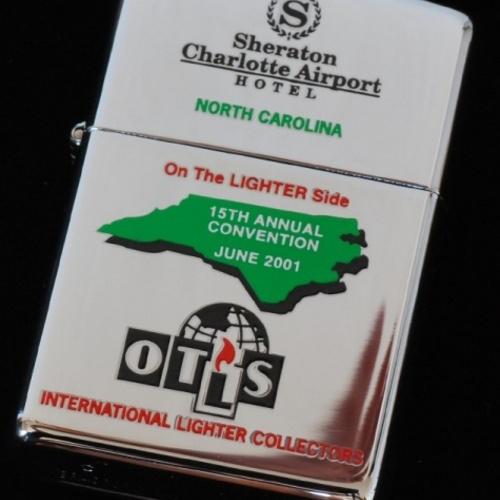 S
Sheraton
Charlotte Airport
HOTEL
NORTH CAROLINA
On The LIGHTER Side
15TH ANNUAL
CONVENTION
JUNE 2001
OTLS
INTERNATIONAL LIGHTER COLLECTORS